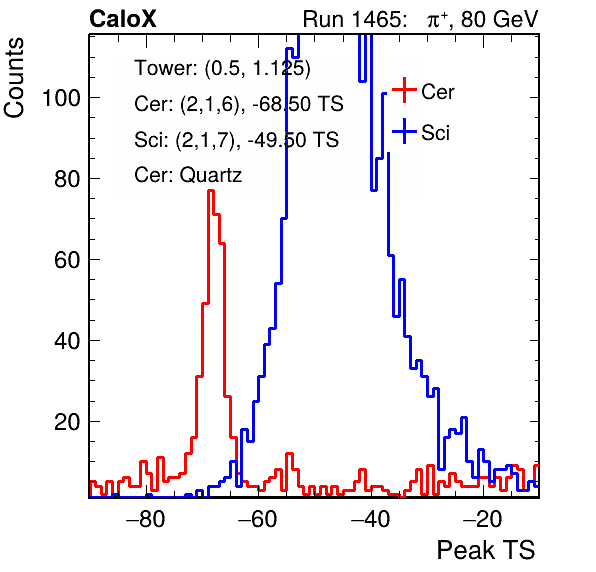 CaloX Run 1465: π⁺, 80 GeV
Counts
Tower: (0.5, 1.125)
Cer: (2,1,6), -68.50 TS
Sci: (2,1,7), -49.50 TS
Cer: Quartz
Cer
Sci
100
80
60
40
20
−80 −60 −40 −20
Peak TS